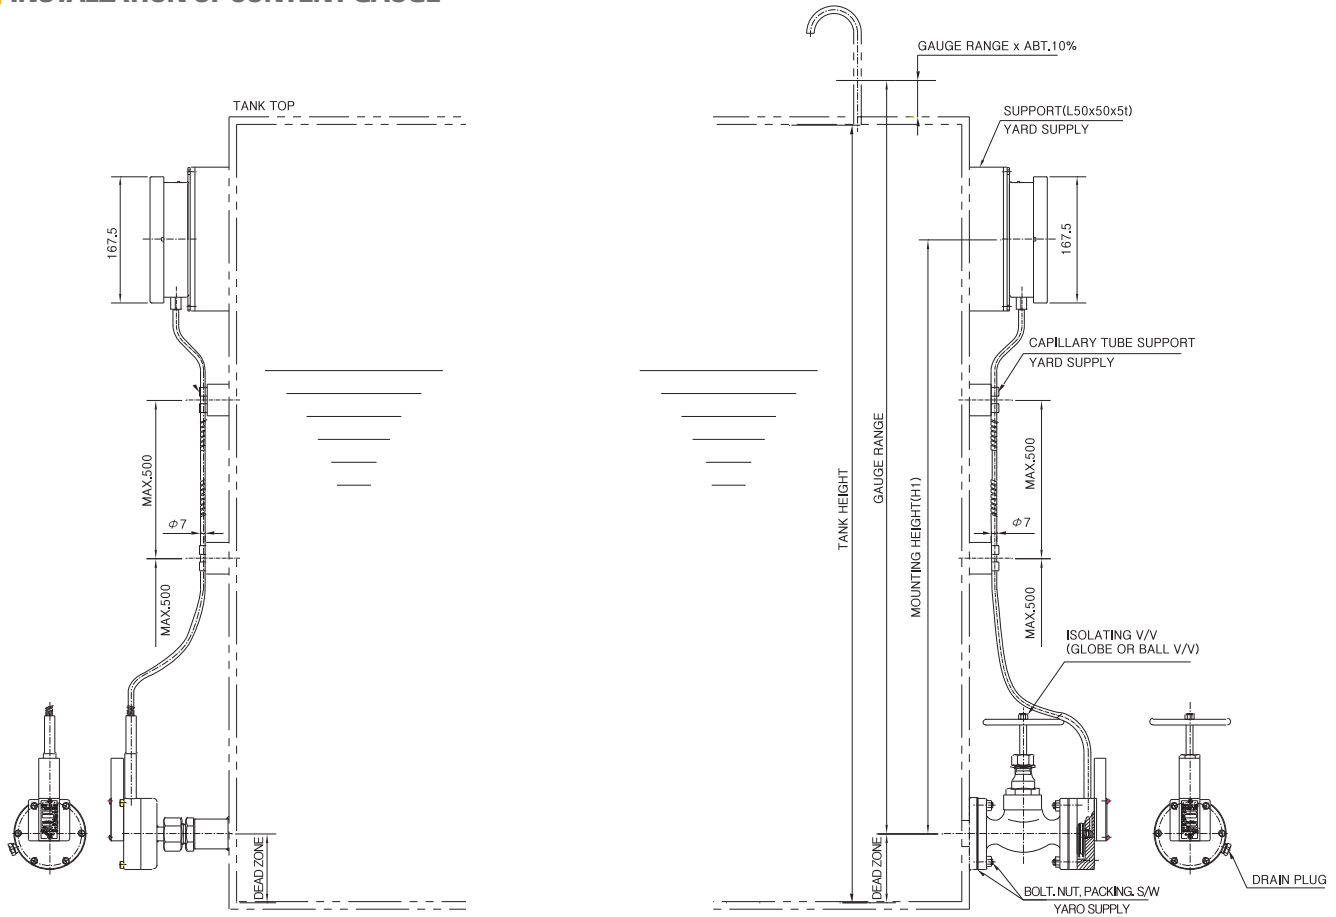 INSTALLATION OF CONTENT GAUGE
GAUGE RANGE x ABT.10%
TANK TOP
SUPPORT(L50x50x5t)
YARD SUPPLY
167.5
167.5
CAPILLARY TUBE SUPPORT
YARD SUPPLY
MAX.500
GAUGE RANGE
TANK HEIGHT
MOUNTING HEIGHT(H1)
MAX.500
Φ7
Φ7
MAX.500
MAX.500
ISOLATING V/V
(GLOBE OR BALL V/V)
DEAD ZONE
DEAD ZONE
DRAIN PLUG
BOLT. NUT, PACKING. S/W
YARO SUPPLY